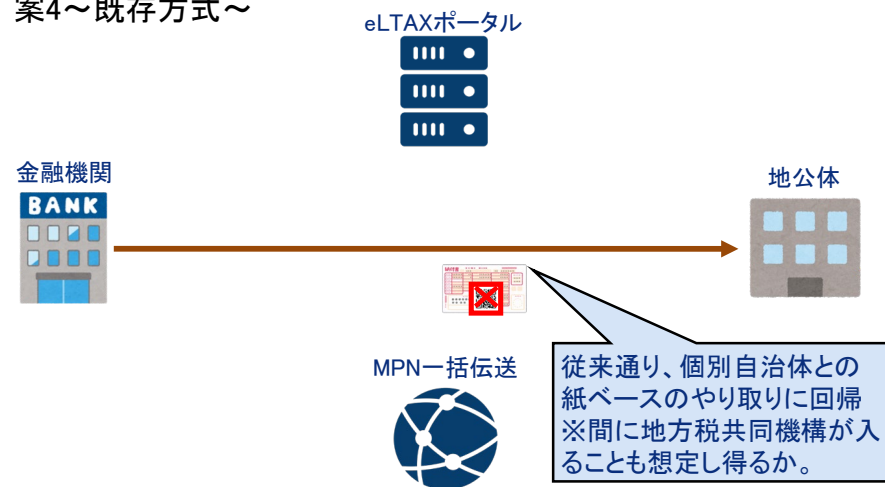 案4～既存方式～
eLTAXポータル
金融機関
BANK
地公体
MPN一括伝送
従来通り、個別自治体との
紙ベースのやり取りに回帰
※間に地方税共同機構が入
ることも想定し得るか。